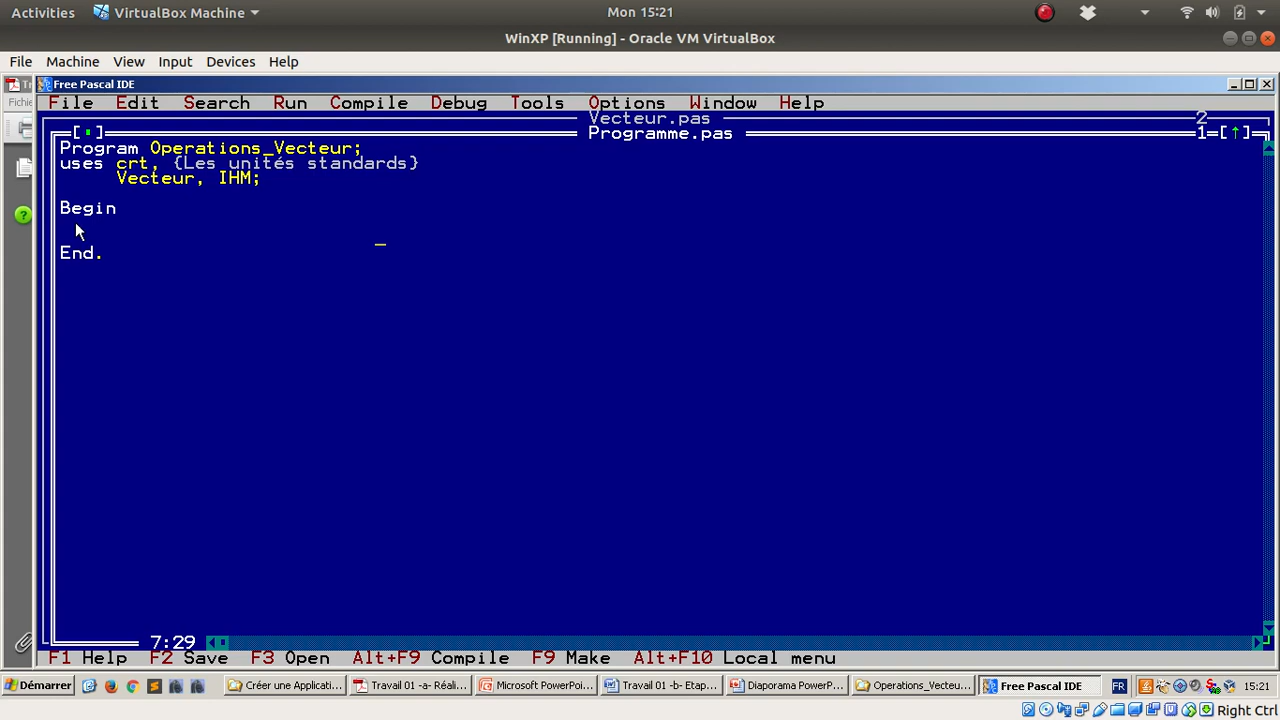 Activities VirtualBox Machine Mon 15:21
WinXP [Running] - Oracle VM VirtualBox
File Machine View Input Devices Help
Free Pascal IDE
Fichie
File Edit Search Run Compile Debug Tools Options Window Help
Vecteur.pas 2
Programme.pas 1
Program Operations_Vecteur;
uses crt, {Les unités standards}
Vecteur, IHM;
Begin
End.
7:29
F1 Help F2 Save F3 Open Alt+F9 Compile F9 Make Alt+F10 Local menu
Démarrer Créer une Applicati... Travail 01 -a- Réali... Microsoft PowerPoi... Travail 01 -b- Etap... Diaporama PowerP... Operations_Vecteu... Free Pascal IDE FR 15:21
Right Ctrl